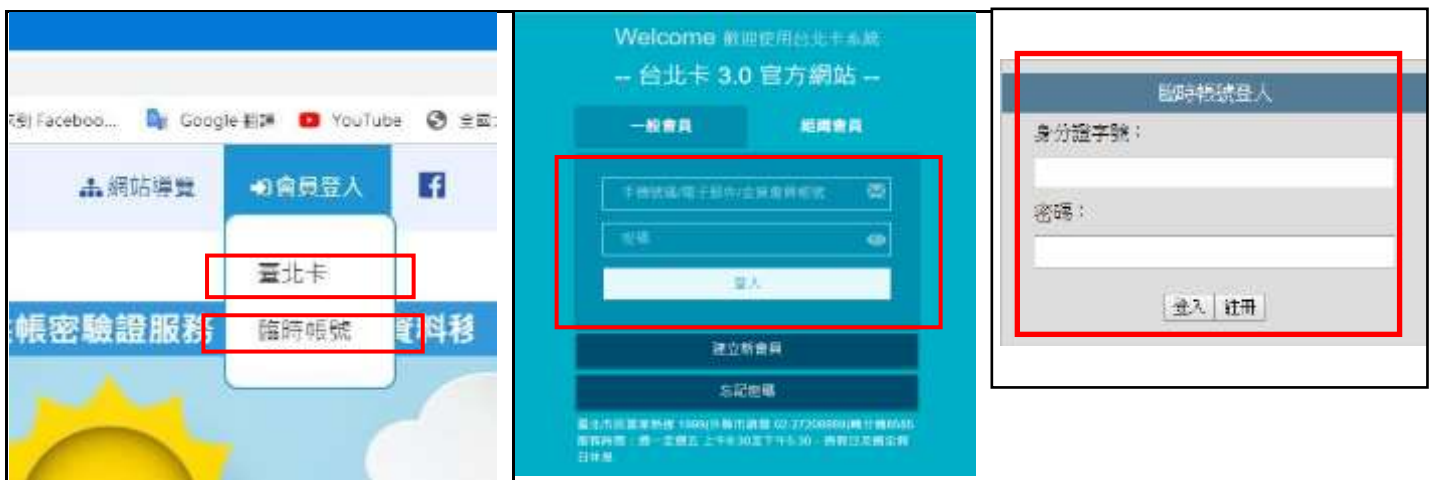 Faceboo... Google 翻譯 YouTube
網站導覽 會員登入
臺北卡
帳密驗證服務 臨時帳號 資料移
Welcome 歡迎使用台北卡系統
-- 台北卡 3.0 官方網站 --
一般會員 組織會員
密碼
登入
建立新會員
忘記密碼
臨時帳號登入
身分證字號：
密碼：
登入 註冊